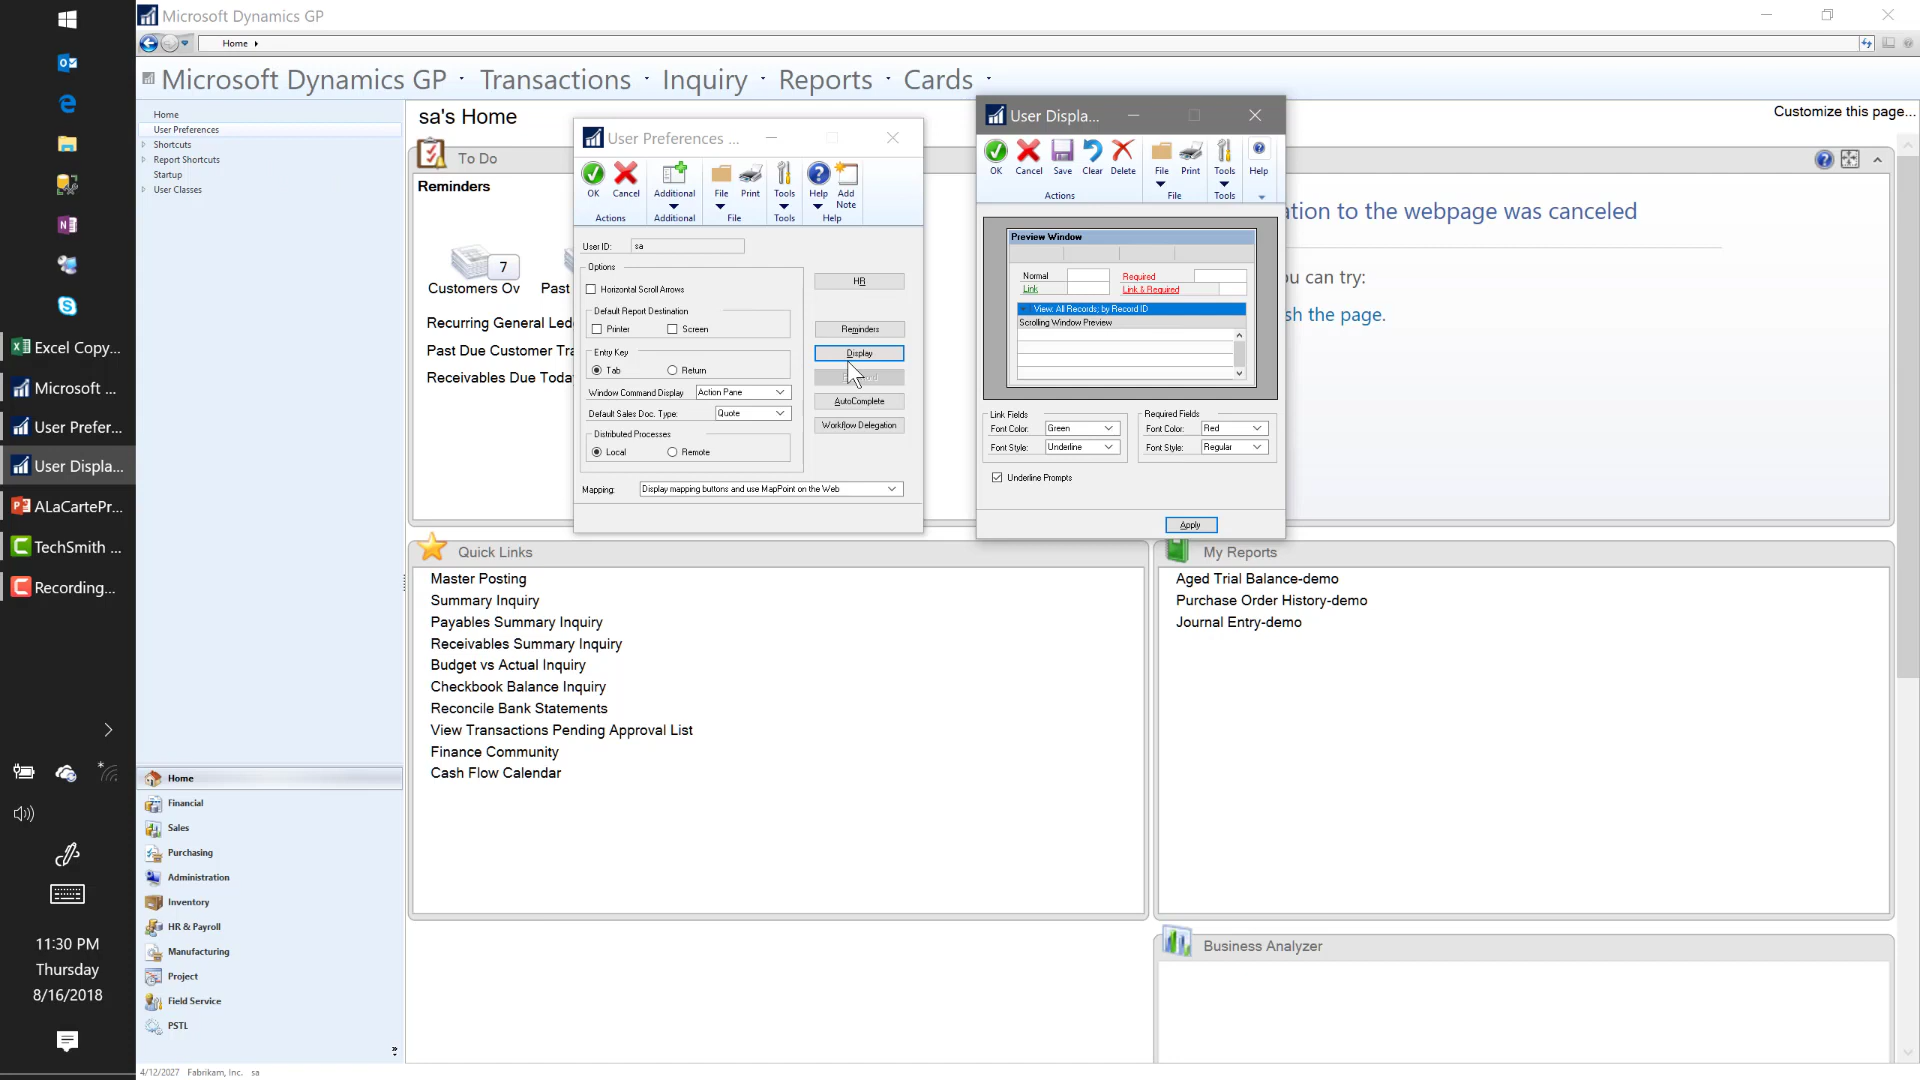 Microsoft Dynamics GP
Home
Microsoft Dynamics GP
Transactions
Inquiry
Reports
Cards
Home
User Preferences
Shortcuts
Report Shortcuts
Startup
User Classes
Excel Copy...
Microsoft ...
User Prefer...
User Displa...
ALaCartePr...
TechSmith ...
Recording...
11:30 PM
Thursday
8/16/2018
Home
Financial
Sales
Purchasing
Administration
Inventory
HR & Payroll
Manufacturing
Project
Field Service
PSTL
4/12/2027 Fabrikam, Inc. sa
sa's Home
Customize this page...
To Do
Reminders
7
Customers Ov
Past
Recurring General Led
Past Due Customer Tra
Receivables Due Toda
User Preferences ...
OK
Cancel
Additional
File
Print
Tools
Help
Add Note
Actions
Additional
File
Tools
Help
User ID: sa
Options
Horizontal Scroll Arrows
Default Report Destination
Printer
Screen
Entry Key
Tab
Return
Window Command Display Action Pane
Default Sales Doc. Type: Quote
Distributed Processes
Local
Remote
Mapping: Display mapping buttons and use MapPoint on the Web
HR
Reminders
Display
AutoComplete
Workflow Delegation
User Displa...
OK
Cancel
Save
Clear
Delete
File
Print
Tools
Help
Actions
File
Tools
Preview Window
Normal
Required
Link
Link & Required
View: All Records; by Record ID
Scrolling Window Preview
Link Fields
Font Color: Green
Font Style: Underline
Required Fields
Font Color: Red
Font Style: Regular
Underline Prompts
Apply
ation to the webpage was canceled
ou can try:
sh the page.
Quick Links
Master Posting
Summary Inquiry
Payables Summary Inquiry
Receivables Summary Inquiry
Budget vs Actual Inquiry
Checkbook Balance Inquiry
Reconcile Bank Statements
View Transactions Pending Approval List
Finance Community
Cash Flow Calendar
My Reports
Aged Trial Balance-demo
Purchase Order History-demo
Journal Entry-demo
Business Analyzer